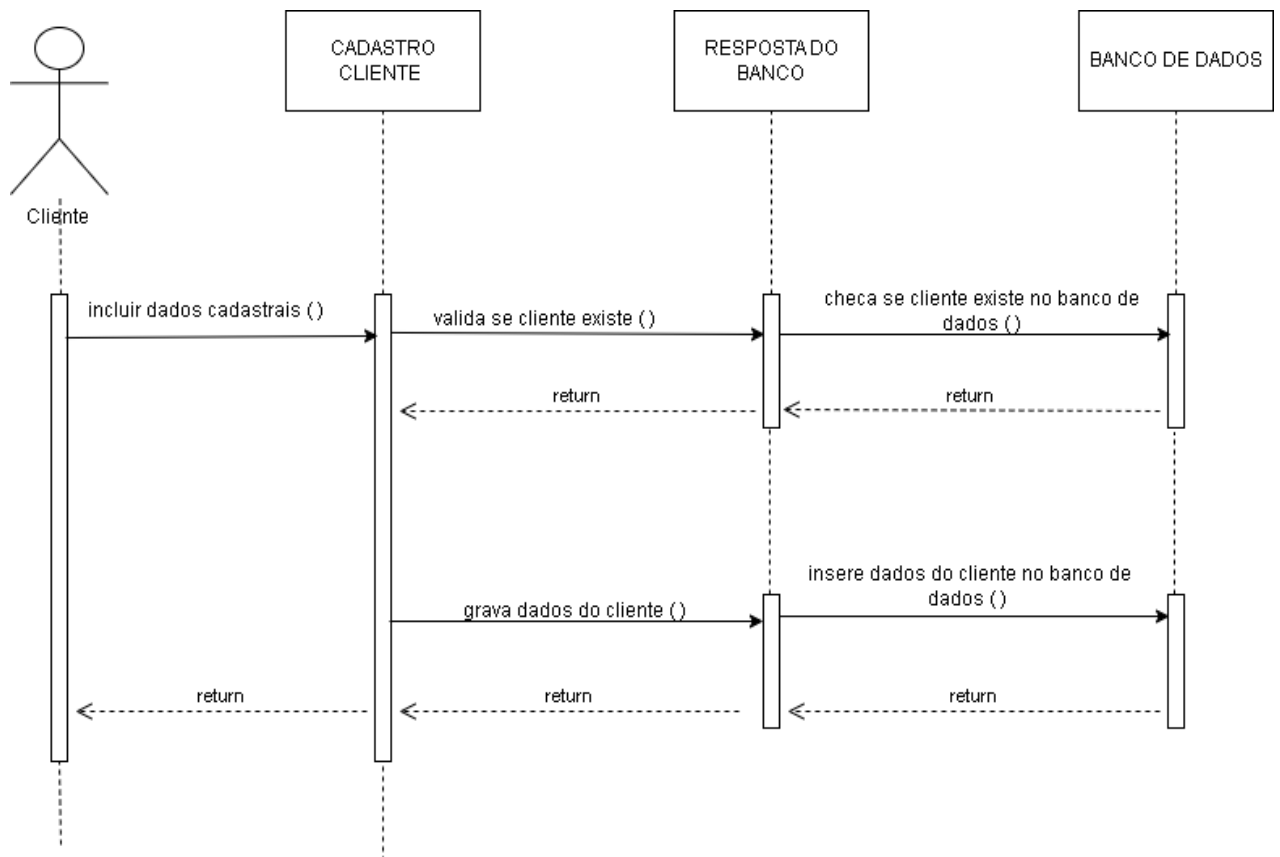 CADASTRO
CLIENTE
RESPOSTA DO
BANCO
BANCO DE DADOS
Cliente
incluir dados cadastrais ( )
valida se cliente existe ( )
checa se cliente existe no banco de
dados ( )
return
return
grava dados do cliente ( )
insere dados do cliente no banco de
dados ( )
return
return
return